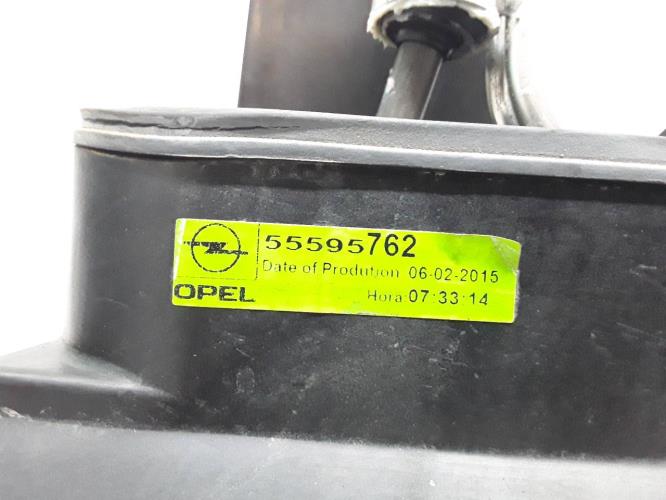 55595762
Date of Prodution 06-02-2015
OPEL Hora:07:33:14